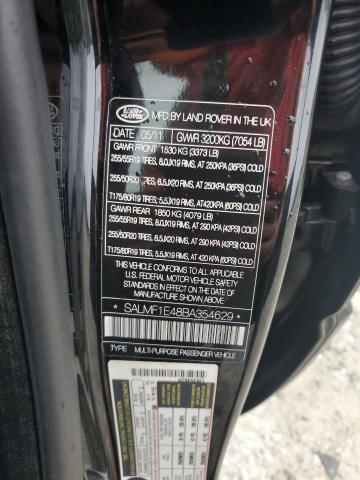 LAND ROVER
MFD BY LAND ROVER IN THE UK
DATE 05/11 GVWR 3200KG (7054 LB)
GAWR FRONT 1530 KG (3373 LB)
255/55R19 TIRES, 8.0JX19 RIMS, AT 250KPA (36PSI) COLD
255/50R20 TIRES, 8.5JX20 RIMS, AT 250KPA (36PSI) COLD
T175/80R19 TIRES, 5.5JX19 RIMS, AT 420KPA (60PSI) COLD
GAWR REAR 1850 KG (4079 LB)
255/55R19 TIRES, 8.0JX19 RIMS, AT 290 KPA (42PSI) COLD
255/50R20 TIRES, 8.5JX20 RIMS, AT 290 KPA (42PSI) COLD
T175/80R19 TIRES, 5.5JX19 RIMS, AT 420 KPA (60PSI) COLD
THIS VEHICLE CONFORMS TO ALL APPLICABLE
U.S. FEDERAL MOTOR VEHICLE SAFETY STANDARDS
IN EFFECT ON THE DATE OF MANUFACTURE
SHOWN ABOVE
SALMF1E48BA354629
TYPE MULTI-PURPOSE PASSENGER VEHICLE